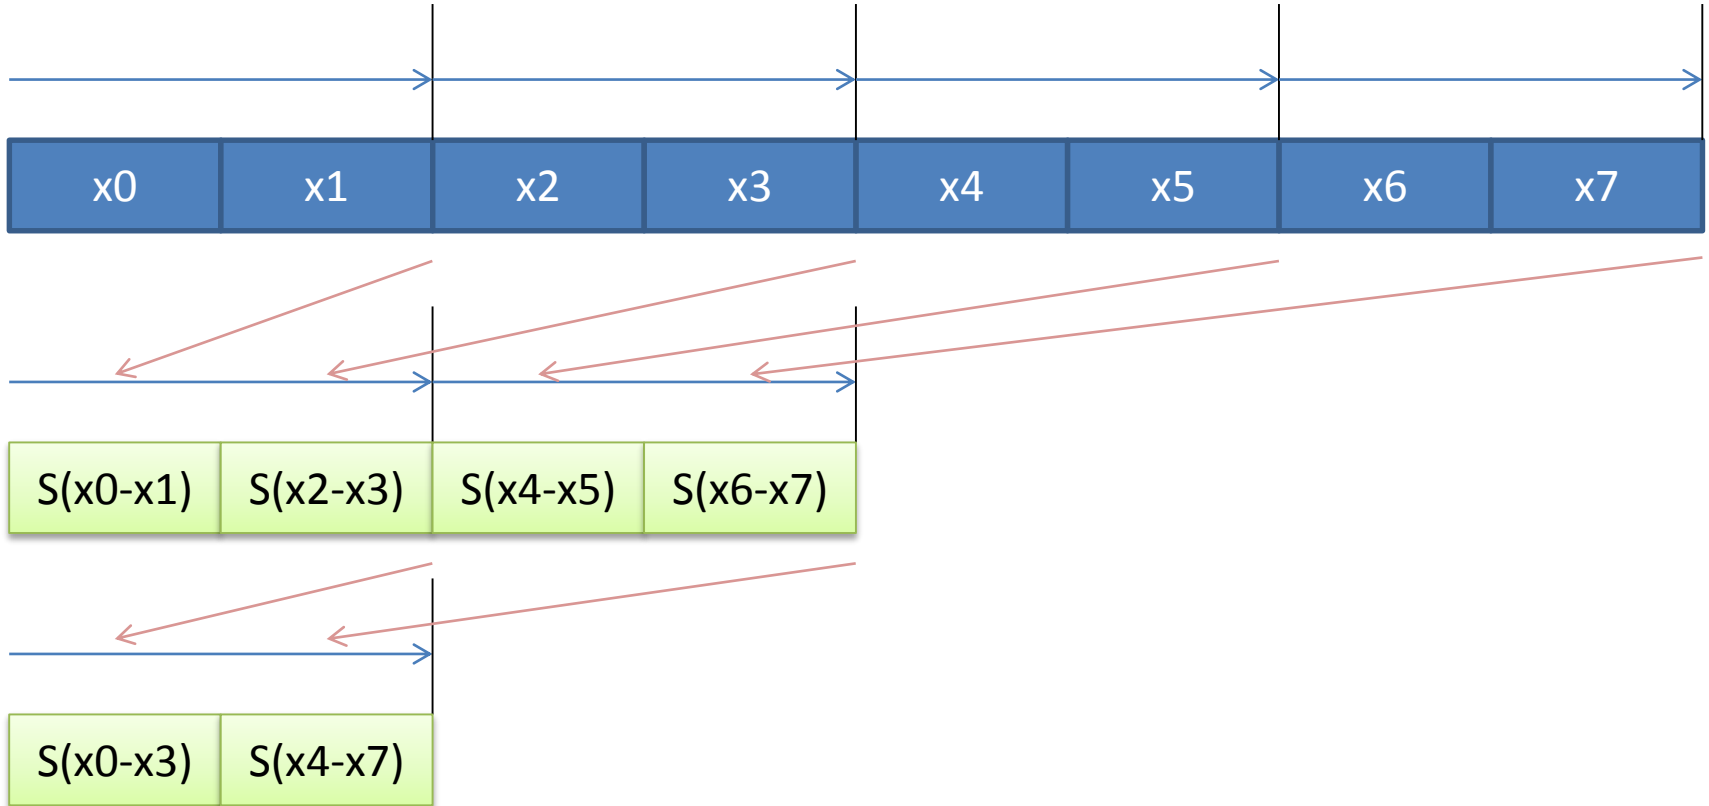 x0 x1 x2 x3 x4 x5 x6 x7
S(x0-x1) S(x2-x3) S(x4-x5) S(x6-x7)
S(x0-x3) S(x4-x7)